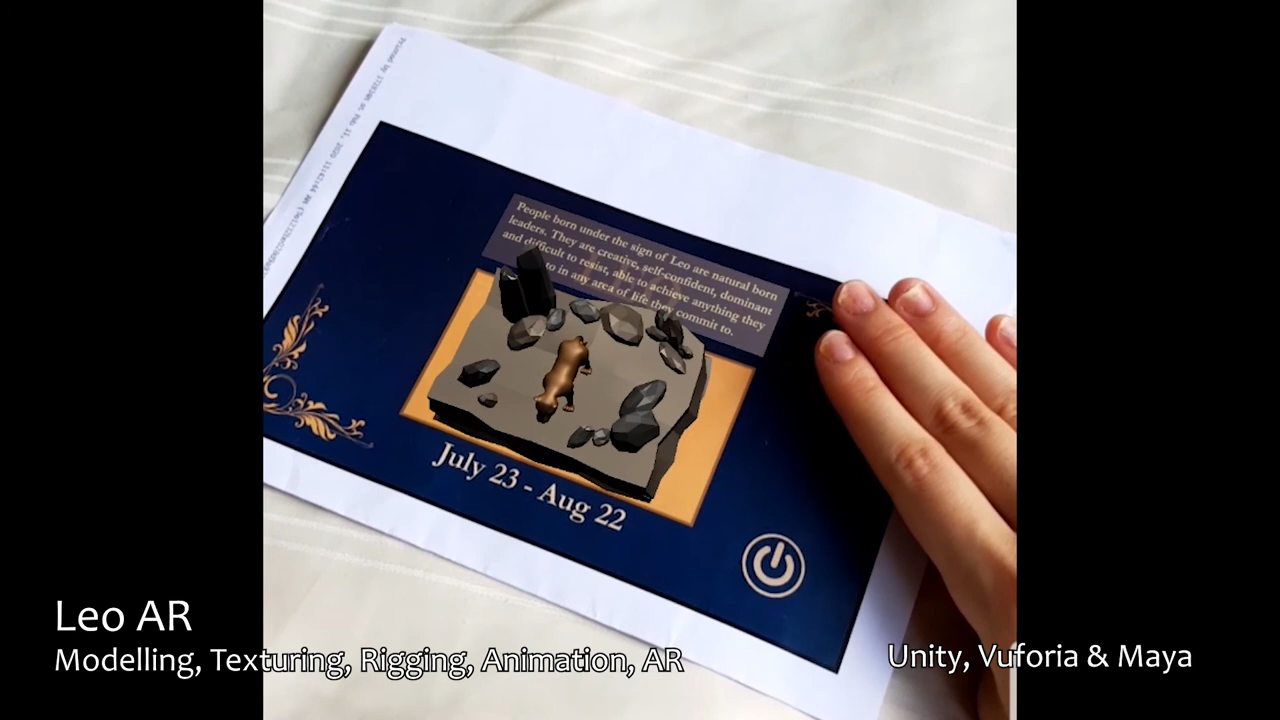 People born under the sign of Leo are natural born
leaders. They are creative, self-confident, dominant
and difficult to resist, able to achieve anything they
to in any area of life they commit to.
July 23 - Aug 22
Leo AR
Modelling, Texturing, Rigging, Animation, AR
Unity, Vuforia & Maya